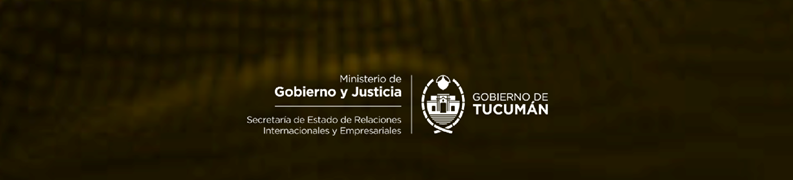 Ministerio de
Gobierno y Justicia
Secretaría de Estado de Relaciones
Internacionales y Empresariales
GOBIERNO DE
TUCUMÁN